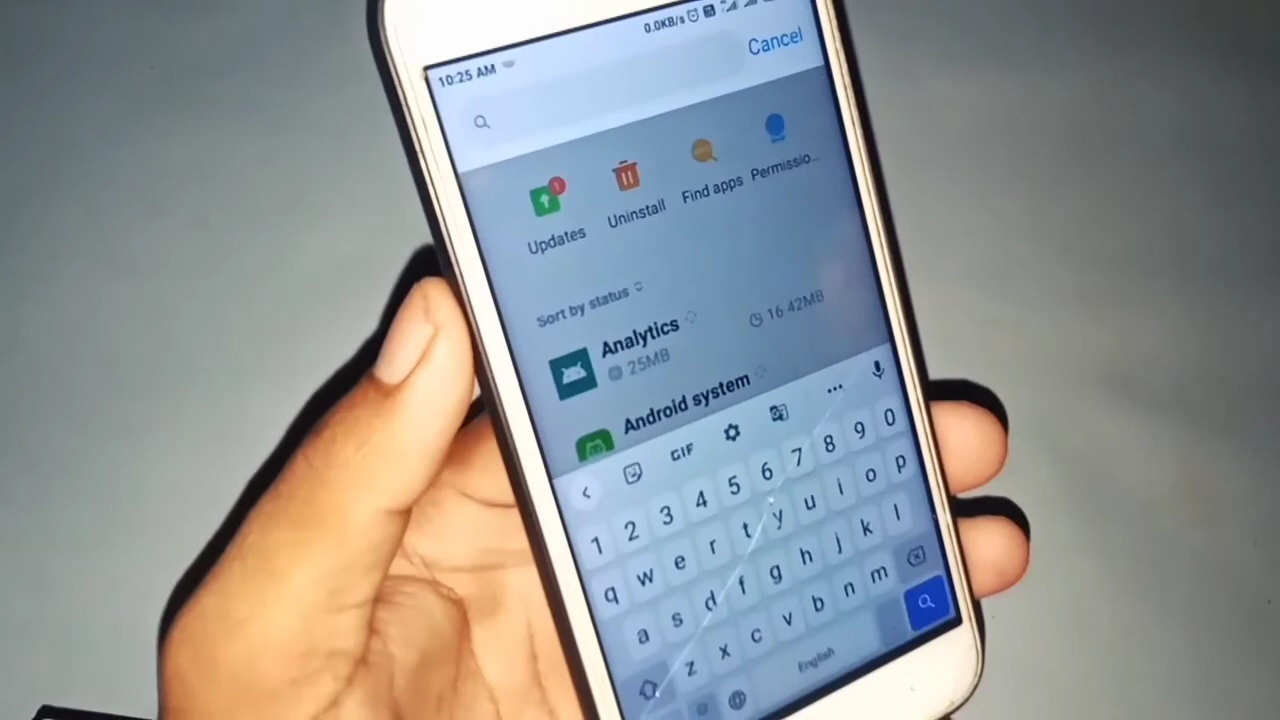 10:25 AM 0.0KB/s
Cancel
1
Updates Uninstall Find apps Permissio...
Sort by status
Analytics
25MB 16 42MB
Android system
GIF
1 2 3 4 5 6 7 8 9 0
q w e r t y u i o p
a s d f g h j k l
z x c v b n m
English